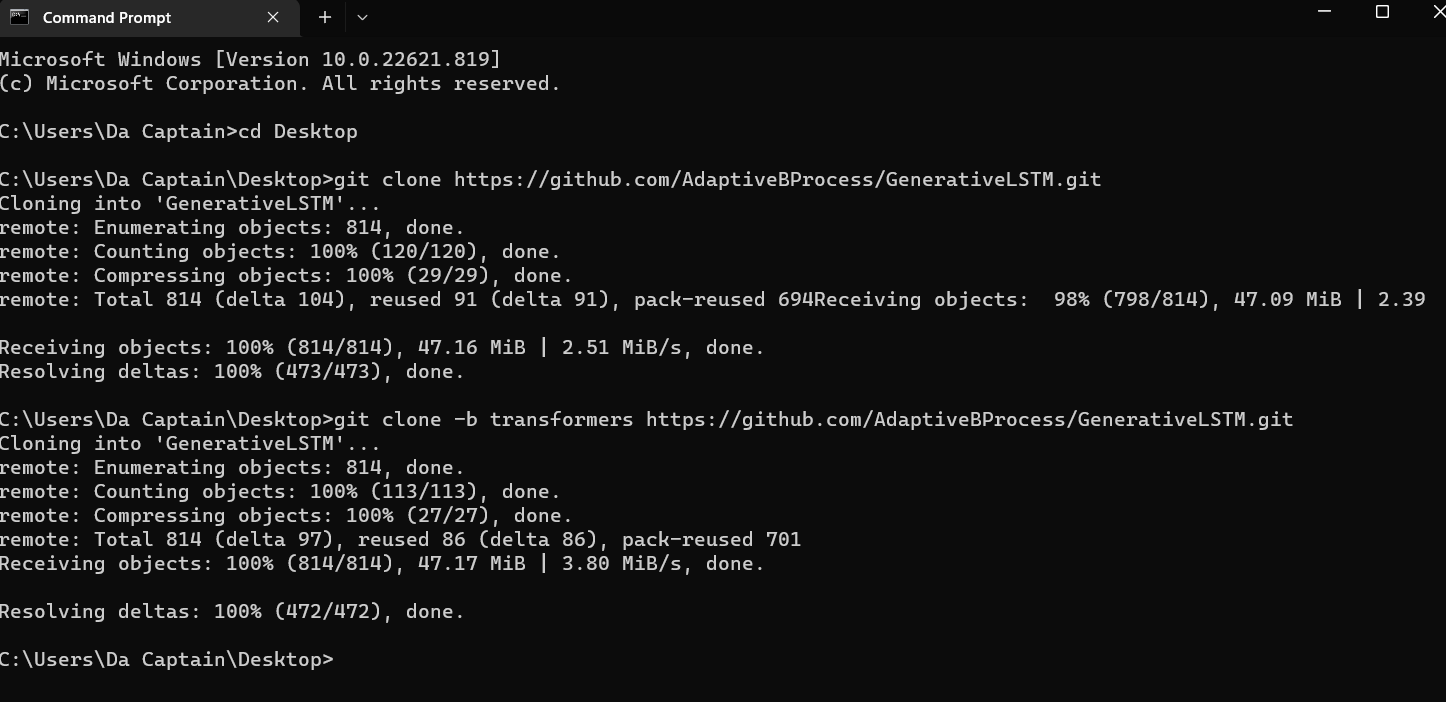 Command Prompt
Microsoft Windows [Version 10.0.22621.819]
(c) Microsoft Corporation. All rights reserved.
C:\Users\Da Captain>cd Desktop
C:\Users\Da Captain\Desktop>git clone https://github.com/AdaptiveBProcess/GenerativeLSTM.git
Cloning into 'GenerativeLSTM'...
remote: Enumerating objects: 814, done.
remote: Counting objects: 100% (120/120), done.
remote: Compressing objects: 100% (29/29), done.
remote: Total 814 (delta 104), reused 91 (delta 91), pack-reused 694Receiving objects:  98% (798/814), 47.09 MiB | 2.39
Receiving objects: 100% (814/814), 47.16 MiB | 2.51 MiB/s, done.
Resolving deltas: 100% (473/473), done.
C:\Users\Da Captain\Desktop>git clone -b transformers https://github.com/AdaptiveBProcess/GenerativeLSTM.git
Cloning into 'GenerativeLSTM'...
remote: Enumerating objects: 814, done.
remote: Counting objects: 100% (113/113), done.
remote: Compressing objects: 100% (27/27), done.
remote: Total 814 (delta 97), reused 86 (delta 86), pack-reused 701
Receiving objects: 100% (814/814), 47.17 MiB | 3.80 MiB/s, done.
Resolving deltas: 100% (472/472), done.
C:\Users\Da Captain\Desktop>